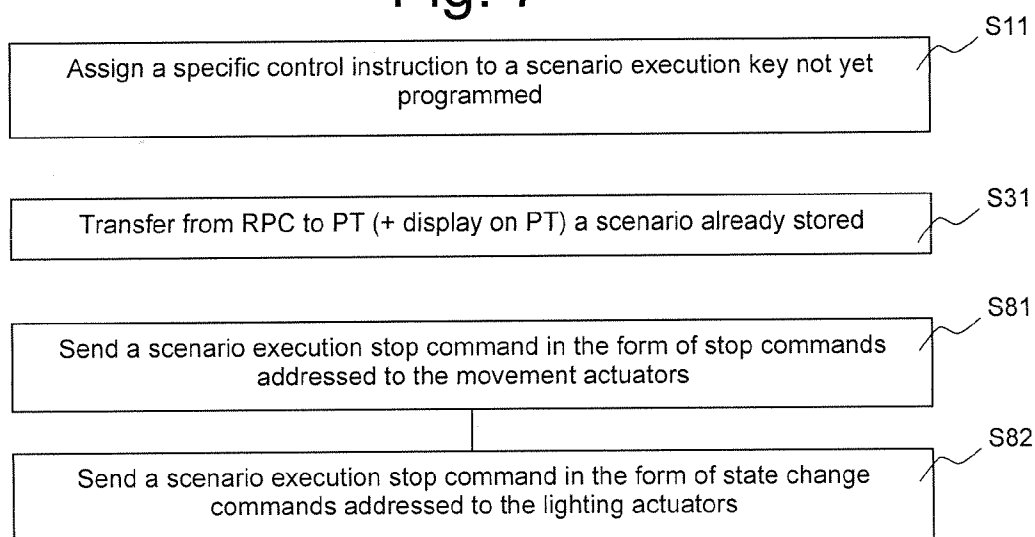 Fig. 7
S11
Assign a specific control instruction to a scenario execution key not yet
programmed
S31
Transfer from RPC to PT (+ display on PT) a scenario already stored
S81
Send a scenario execution stop command in the form of stop commands
addressed to the movement actuators
S82
Send a scenario execution stop command in the form of state change
commands addressed to the lighting actuators